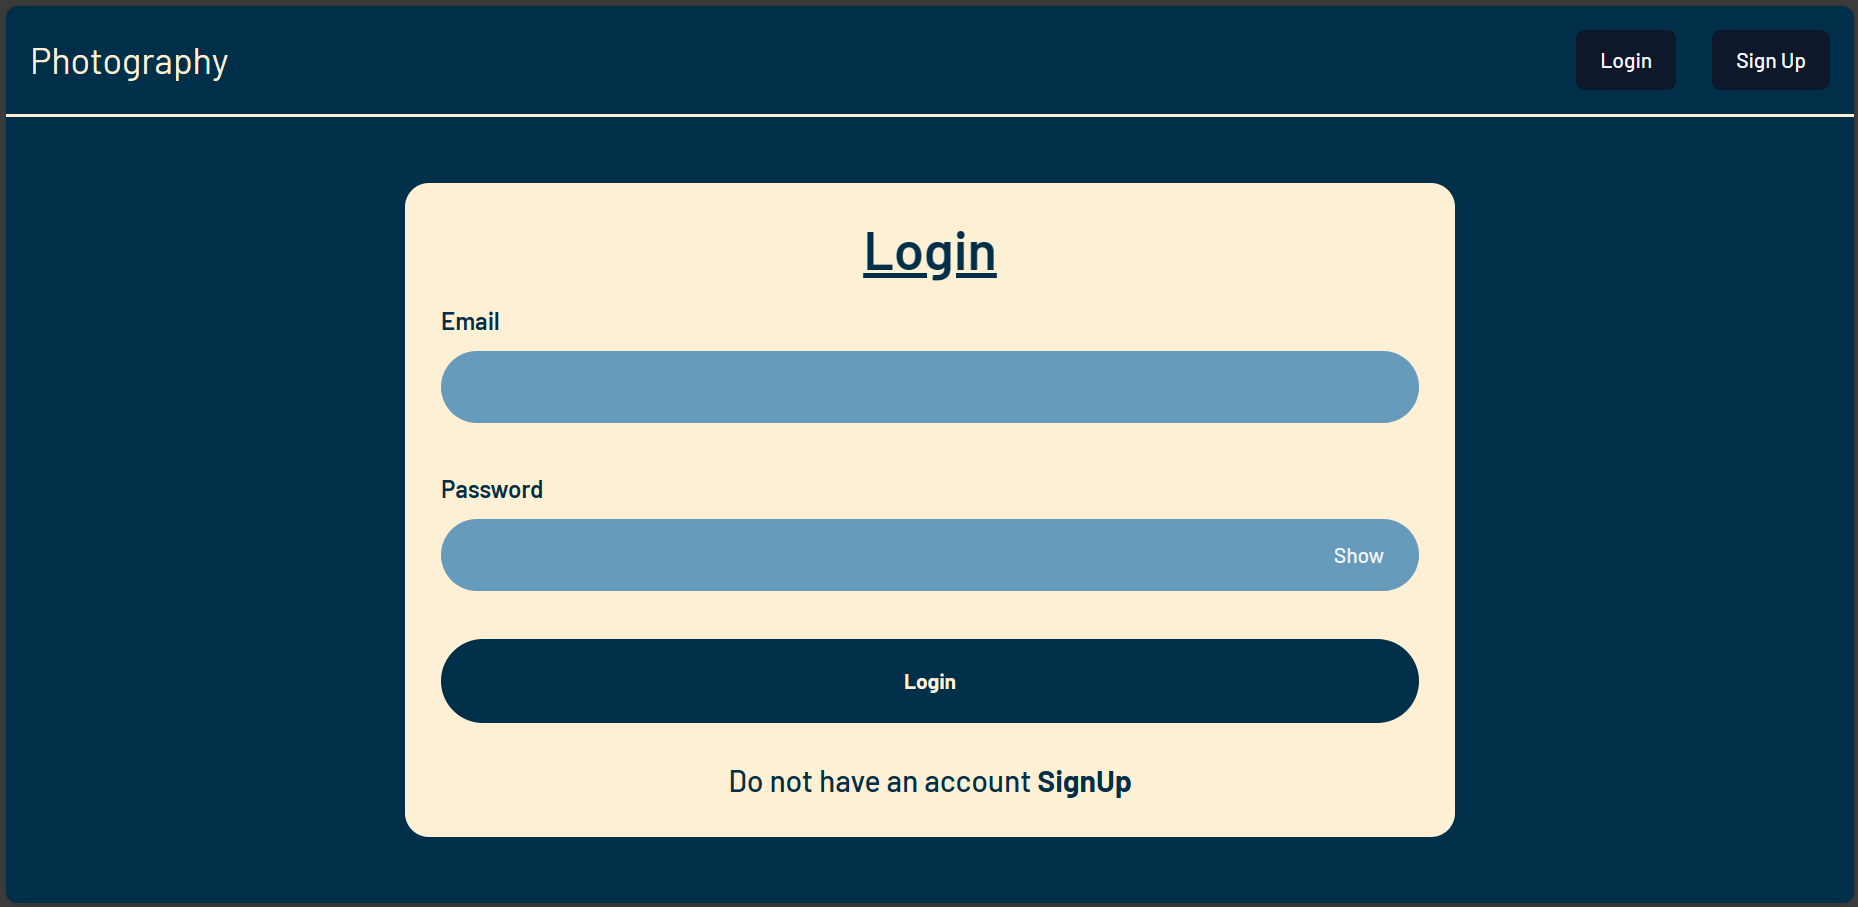 Photography
Login
Sign Up
Login
Email
Password
Show
Login
Do not have an account SignUp